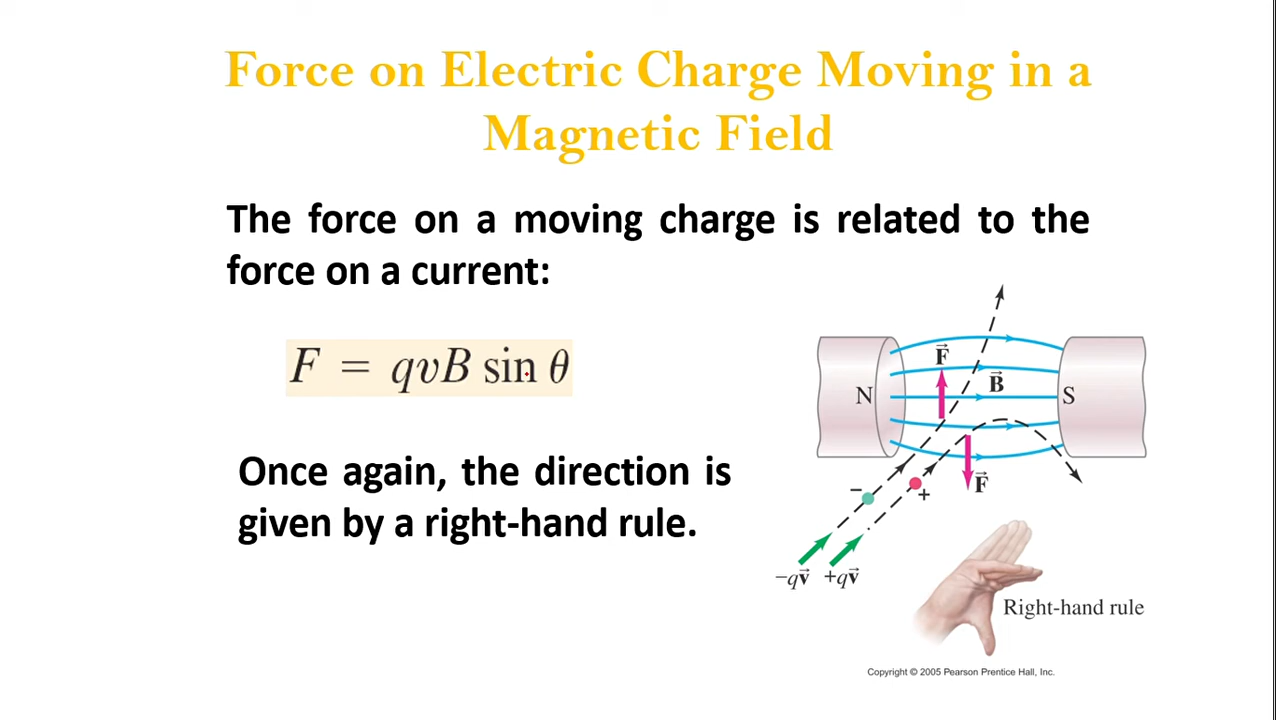 Force on Electric Charge Moving in a
Magnetic Field
The force on a moving charge is related to the
force on a current:
F = qvB sin θ
Once again, the direction is
given by a right-hand rule.
F⃗
B⃗
N
S
F⃗
−
+
−qv⃗ +qv⃗
Right-hand rule
Copyright © 2005 Pearson Prentice Hall, Inc.